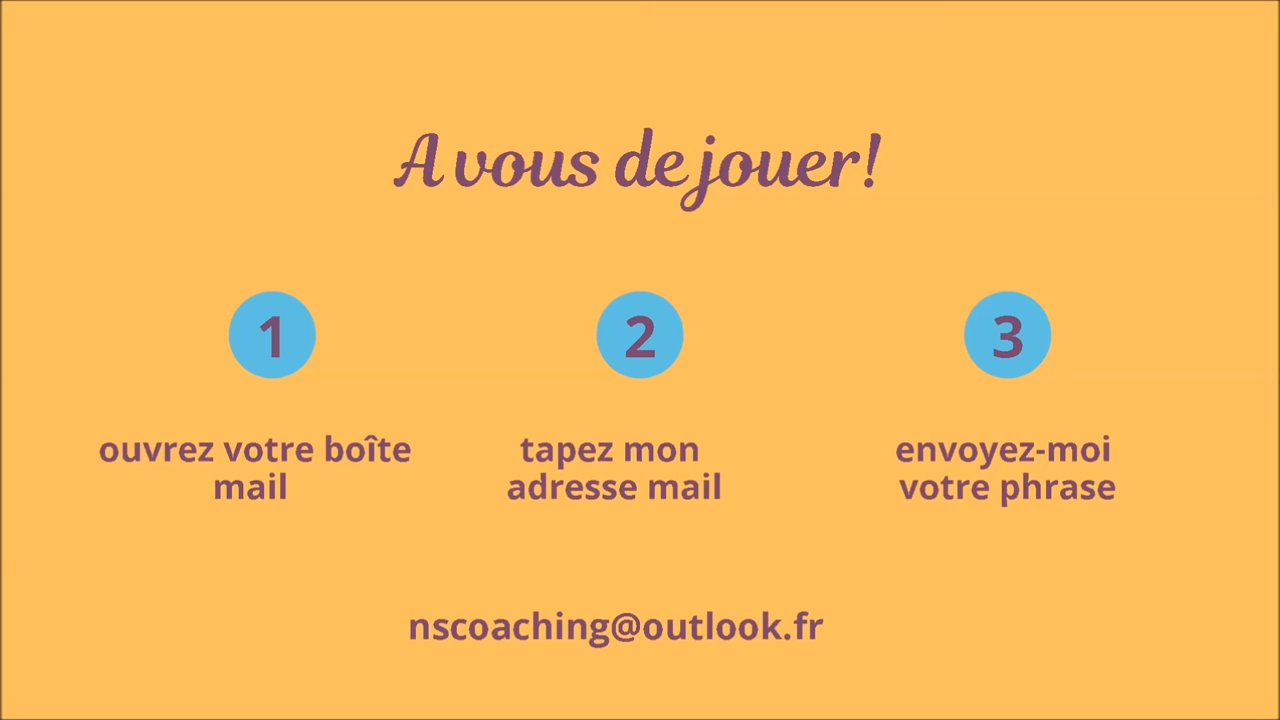 A vous de jouer!
1
2
3
ouvrez votre boîte
mail
tapez mon
adresse mail
envoyez-moi
votre phrase
nscoaching@outlook.fr